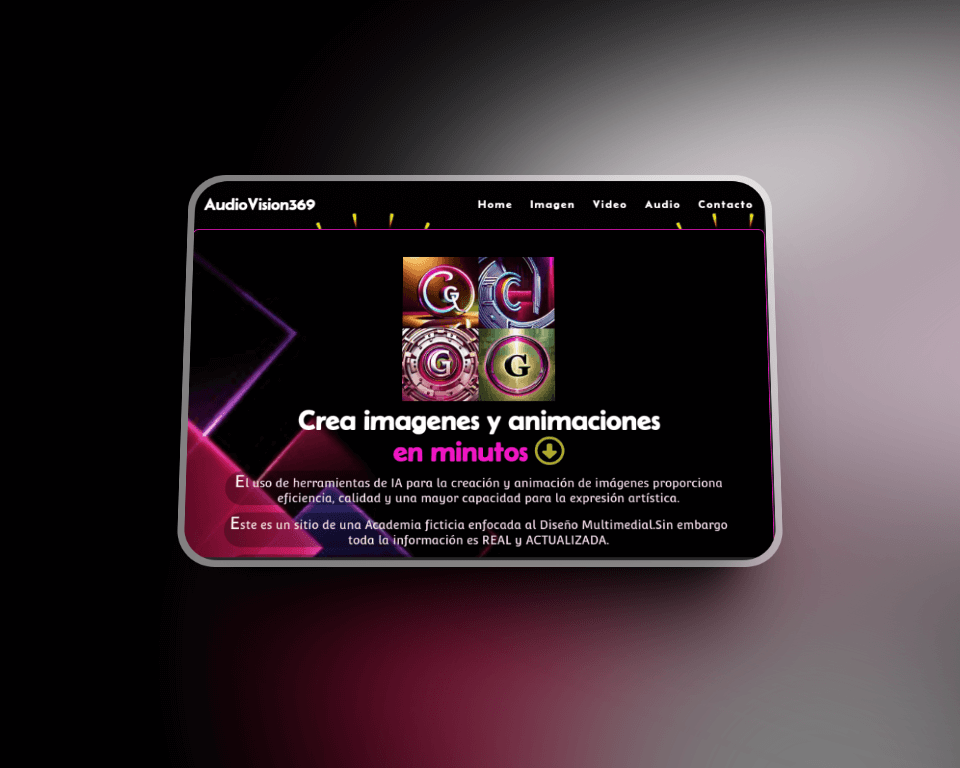 AudioVision369
Home Imagen Video Audio Contacto
G
G
G
Crea imagenes y animaciones
en minutos
El uso de herramientas de IA para la creación y animación de imágenes proporciona
eficiencia, calidad y una mayor capacidad para la expresión artística.
Este es un sitio de una Academia ficticia enfocada al Diseño Multimedial.Sin embargo
toda la información es REAL y ACTUALIZADA.